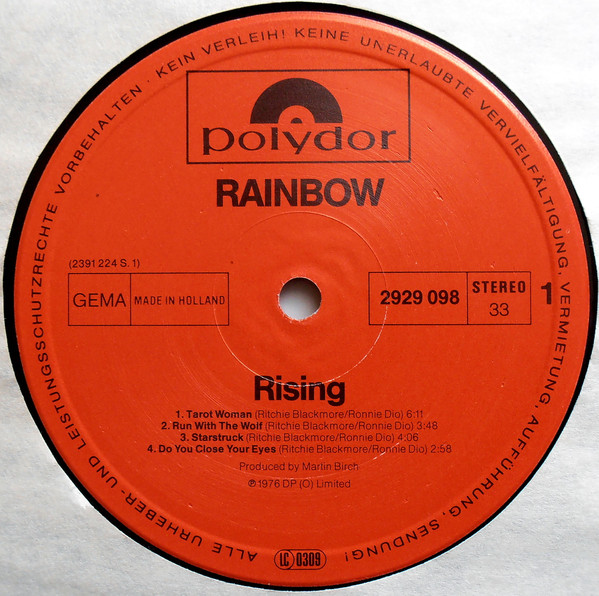 ALLE URHEBER- UND LEISTUNGSSCHUTZRECHTE VORBEHALTEN · KEIN VERLEIH! KEINE UNERLAUBTE VERVIELFÄLTIGUNG, VERMIETUNG, AUFFÜHRUNG, SENDUNG!
polydor
RAINBOW
(2391 224 S. 1)
GEMA MADE IN HOLLAND
2929 098 STEREO 33 1
Rising
1. Tarot Woman (Ritchie Blackmore/Ronnie Dio) 6:11
2. Run With The Wolf (Ritchie Blackmore/Ronnie Dio) 3:48
3. Starstruck (Ritchie Blackmore/Ronnie Dio) 4:06
4. Do You Close Your Eyes (Ritchie Blackmore/Ronnie Dio) 2:58
Produced by Martin Birch
℗ 1976 DP (O) Limited
LC 0309